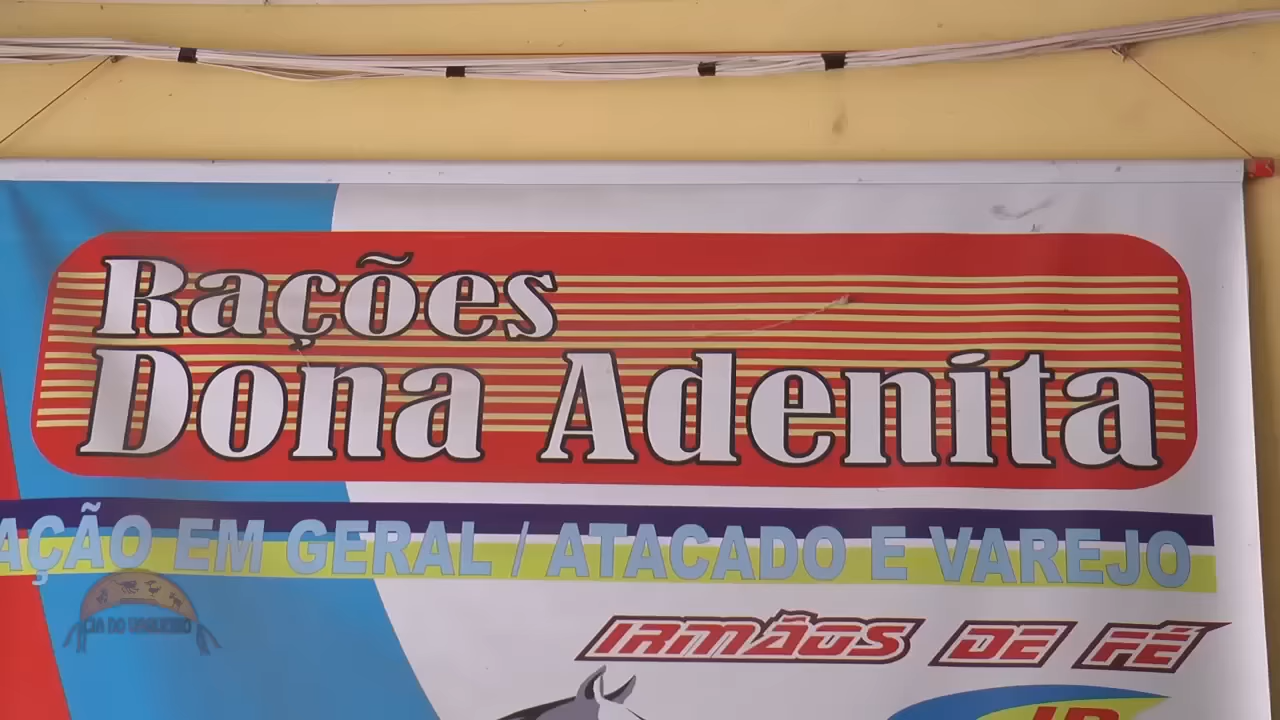 Rações
Dona Adenita
AÇÃO EM GERAL / ATACADO E VAREJO
CIA DO VAQUEIRO
IRMÃOS DE FÉ